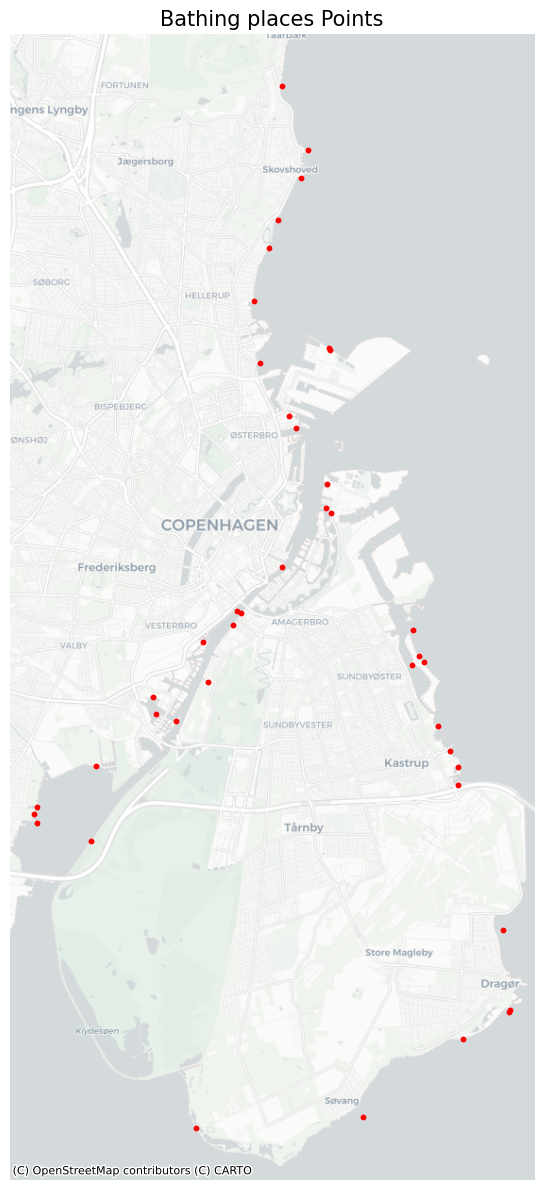 Bathing places Points
Taarbæk
FORTUNEN
ngens Lyngby
Jægersborg
Skovshoved
SØBORG
HELLERUP
BISPEBJERG
ØNSHØJ
ØSTERBRO
COPENHAGEN
Frederiksberg
VESTERBRO
AMAGERBRO
VALBY
SUNDBYØSTER
SUNDBYVESTER
Kastrup
Tårnby
Store Magleby
Dragør
Klydesøen
Søvang
(C) OpenStreetMap contributors (C) CARTO